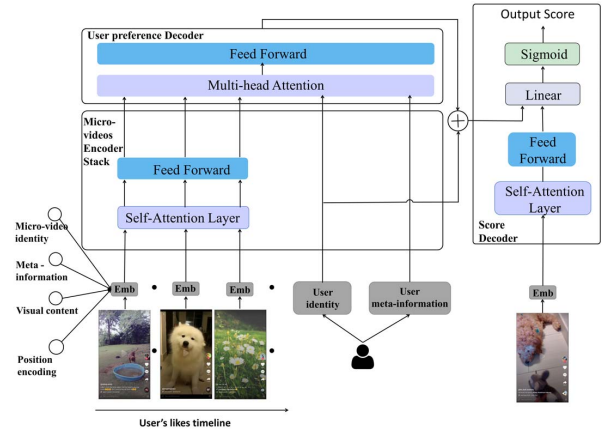 Output Score
User preference Decoder
Feed Forward
Sigmoid
Multi-head Attention
Linear
Micro-
videos
Encoder
Stack
Feed Forward
Feed
Forward
Self-Attention Layer
Self-Attention
Layer
Score
Decoder
Micro-video
identity
Meta -
information
Visual content
Position
encoding
Emb
Emb
Emb
User
identity
User
meta-information
Emb
User's likes timeline